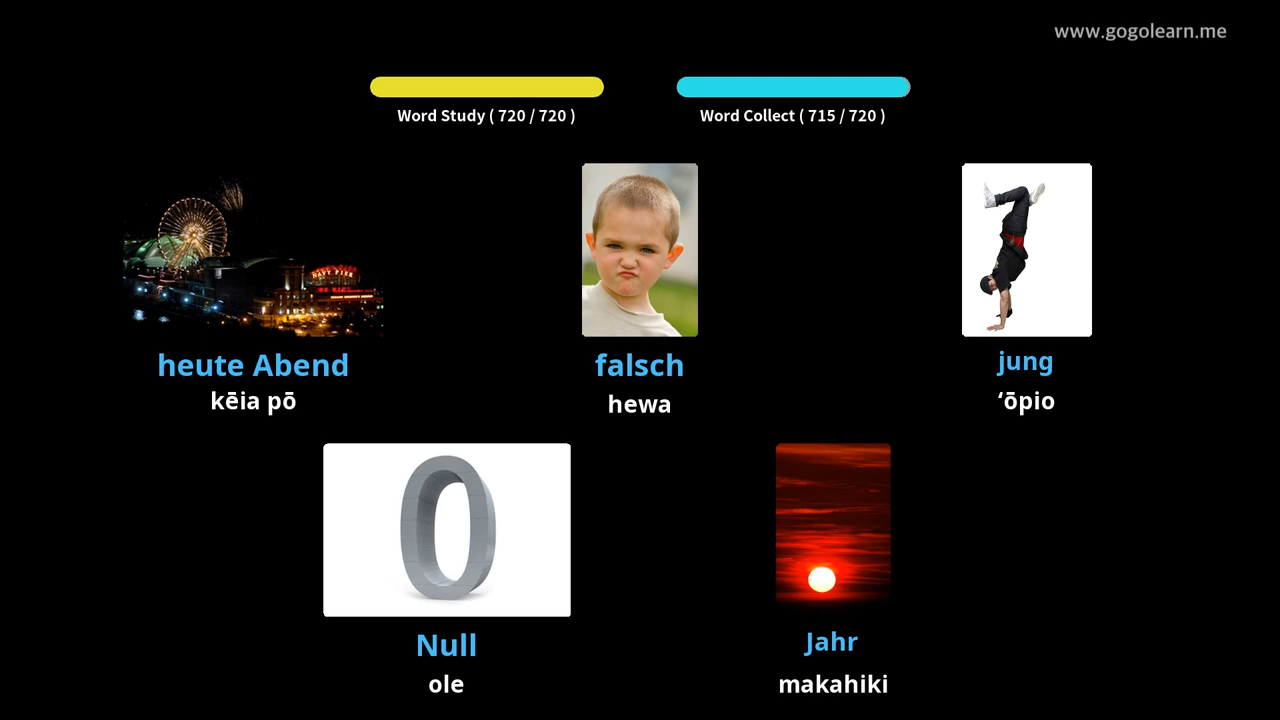 www.gogolearn.me
Word Study ( 720 / 720 )
Word Collect ( 715 / 720 )
heute Abend
kēia pō
falsch
hewa
jung
ʻōpio
Null
ole
Jahr
makahiki